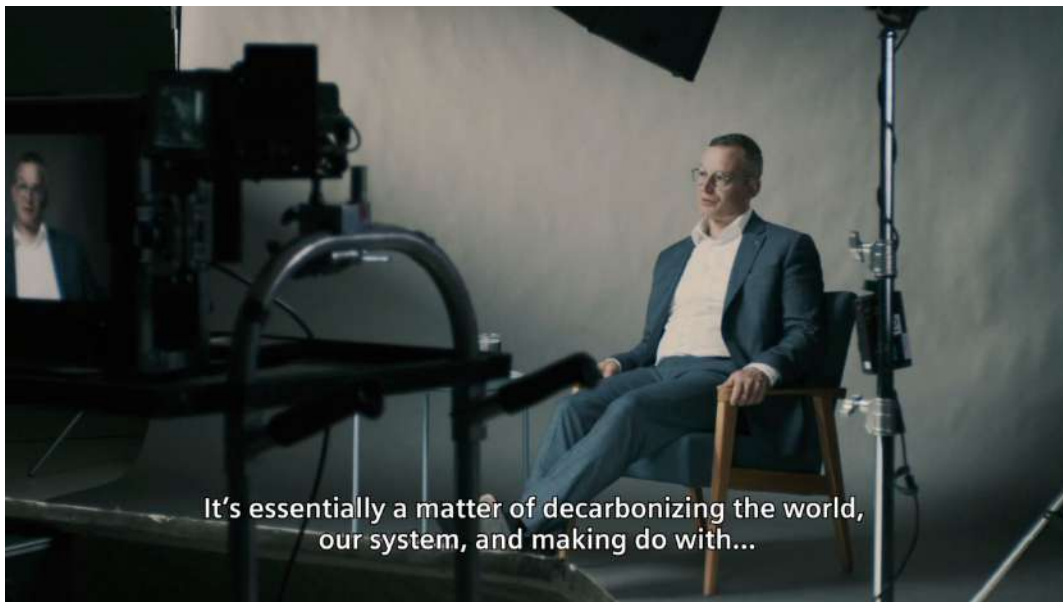 It's essentially a matter of decarbonizing the world,
our system, and making do with...